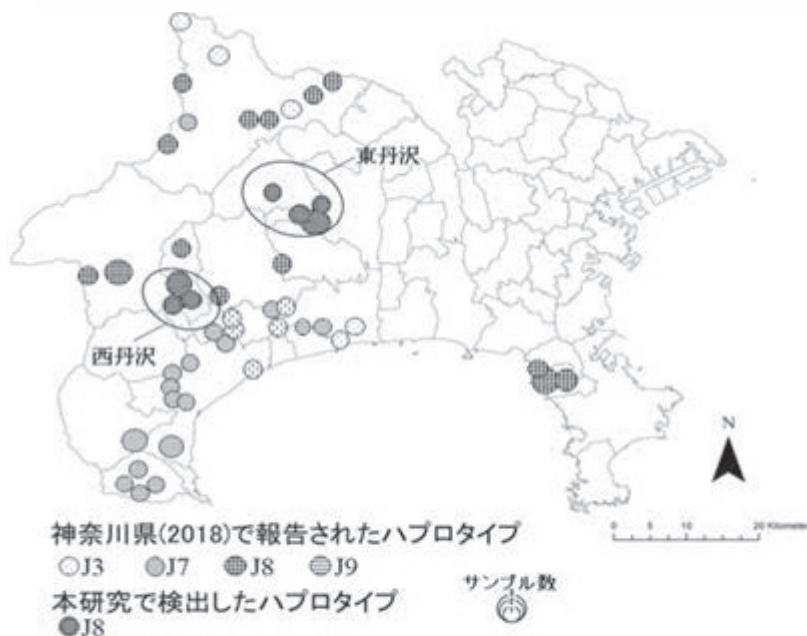 東丹沢
西丹沢
N
0 5 10 20 Kilometers
神奈川県(2018)で報告されたハプロタイプ
J3 J7 J8 J9
サンプル数
本研究で検出したハプロタイプ
J8